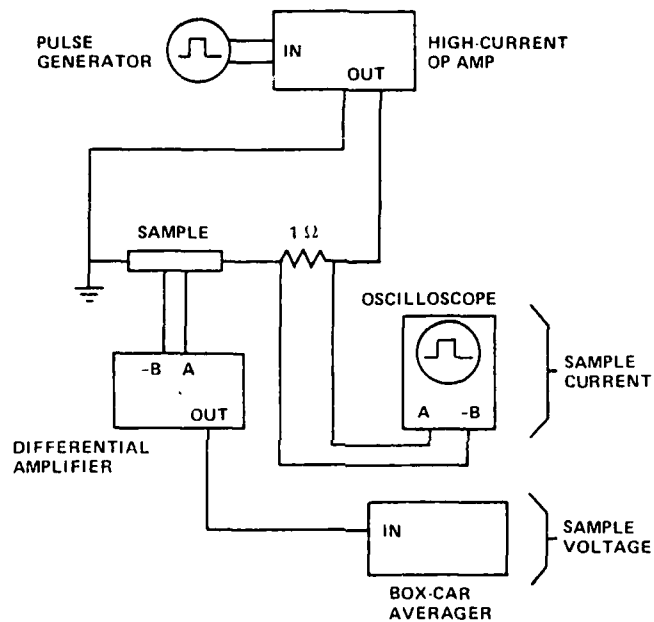 PULSE
GENERATOR
IN
OUT
HIGH-CURRENT
OP AMP
SAMPLE
1 Ω
OSCILLOSCOPE
A -B
SAMPLE
CURRENT
-B A
OUT
DIFFERENTIAL
AMPLIFIER
IN
SAMPLE
VOLTAGE
BOX-CAR
AVERAGER